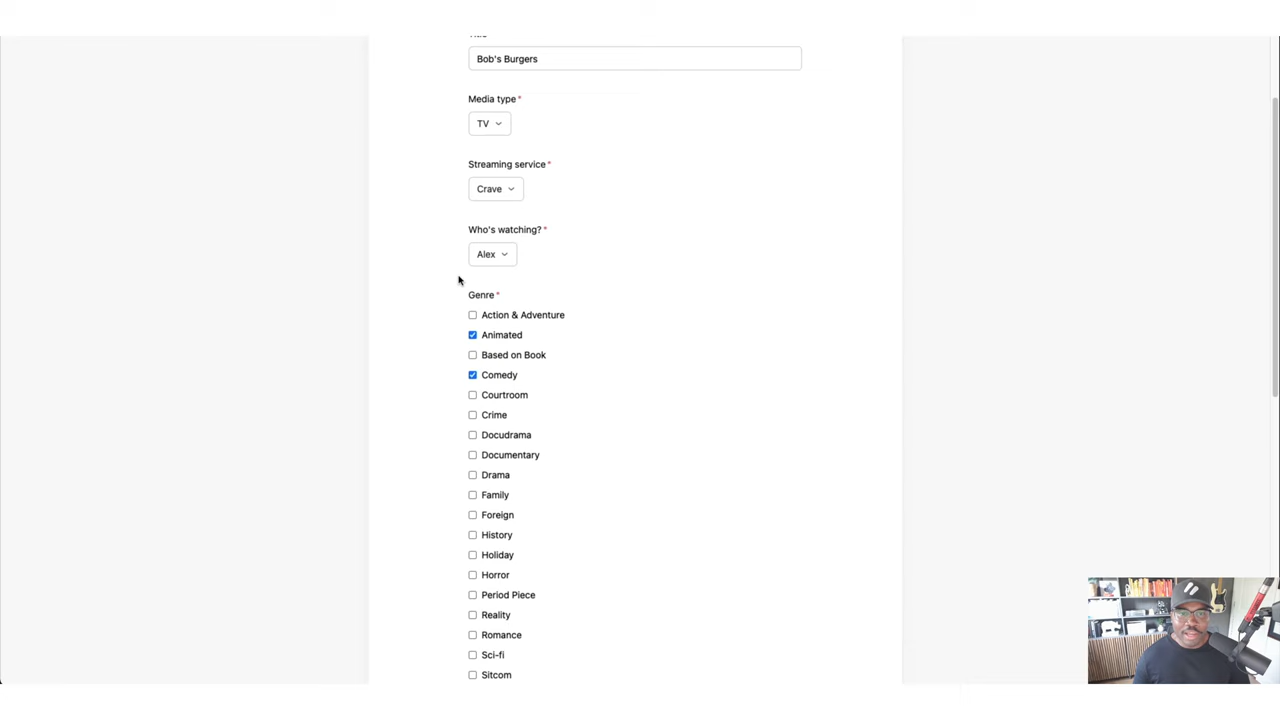 Title
Bob's Burgers
Media type*
TV
Streaming service*
Crave
Who's watching?*
Alex
Genre*
Action & Adventure
Animated
Based on Book
Comedy
Courtroom
Crime
Docudrama
Documentary
Drama
Family
Foreign
History
Holiday
Horror
Period Piece
Reality
Romance
Sci-fi
Sitcom